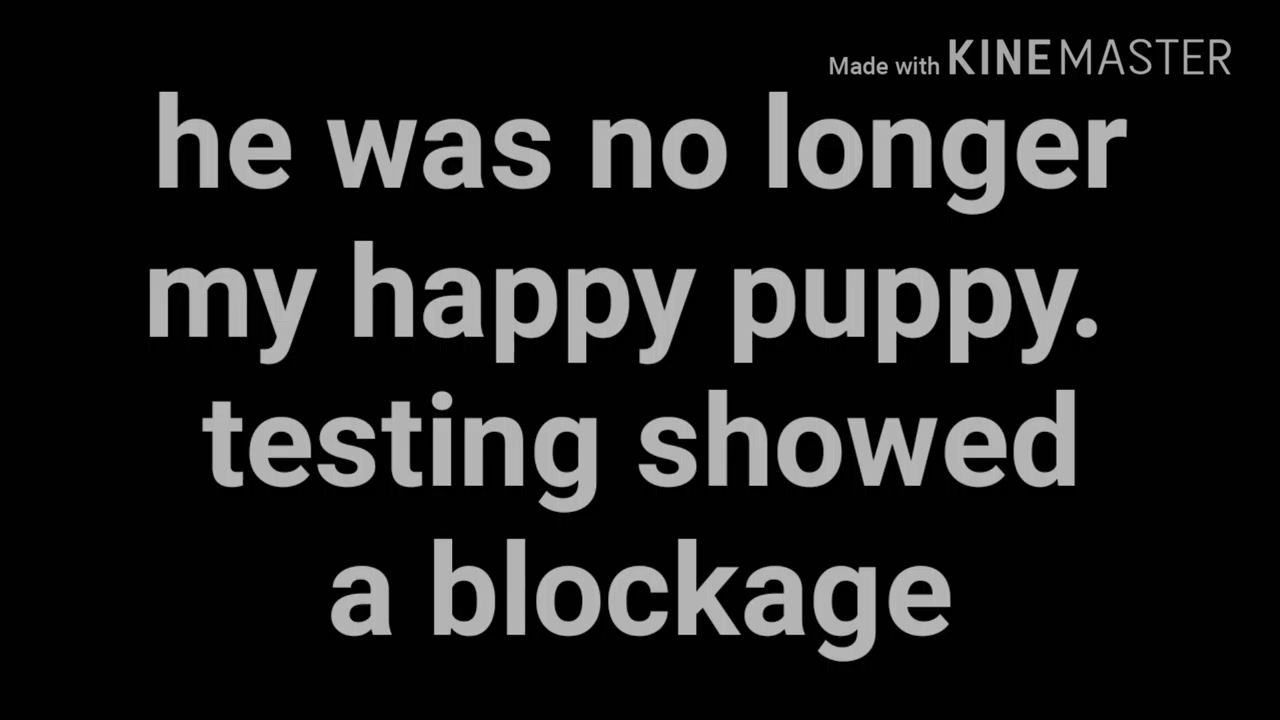 Made with KINEMASTER
he was no longer
my happy puppy.
testing showed
a blockage